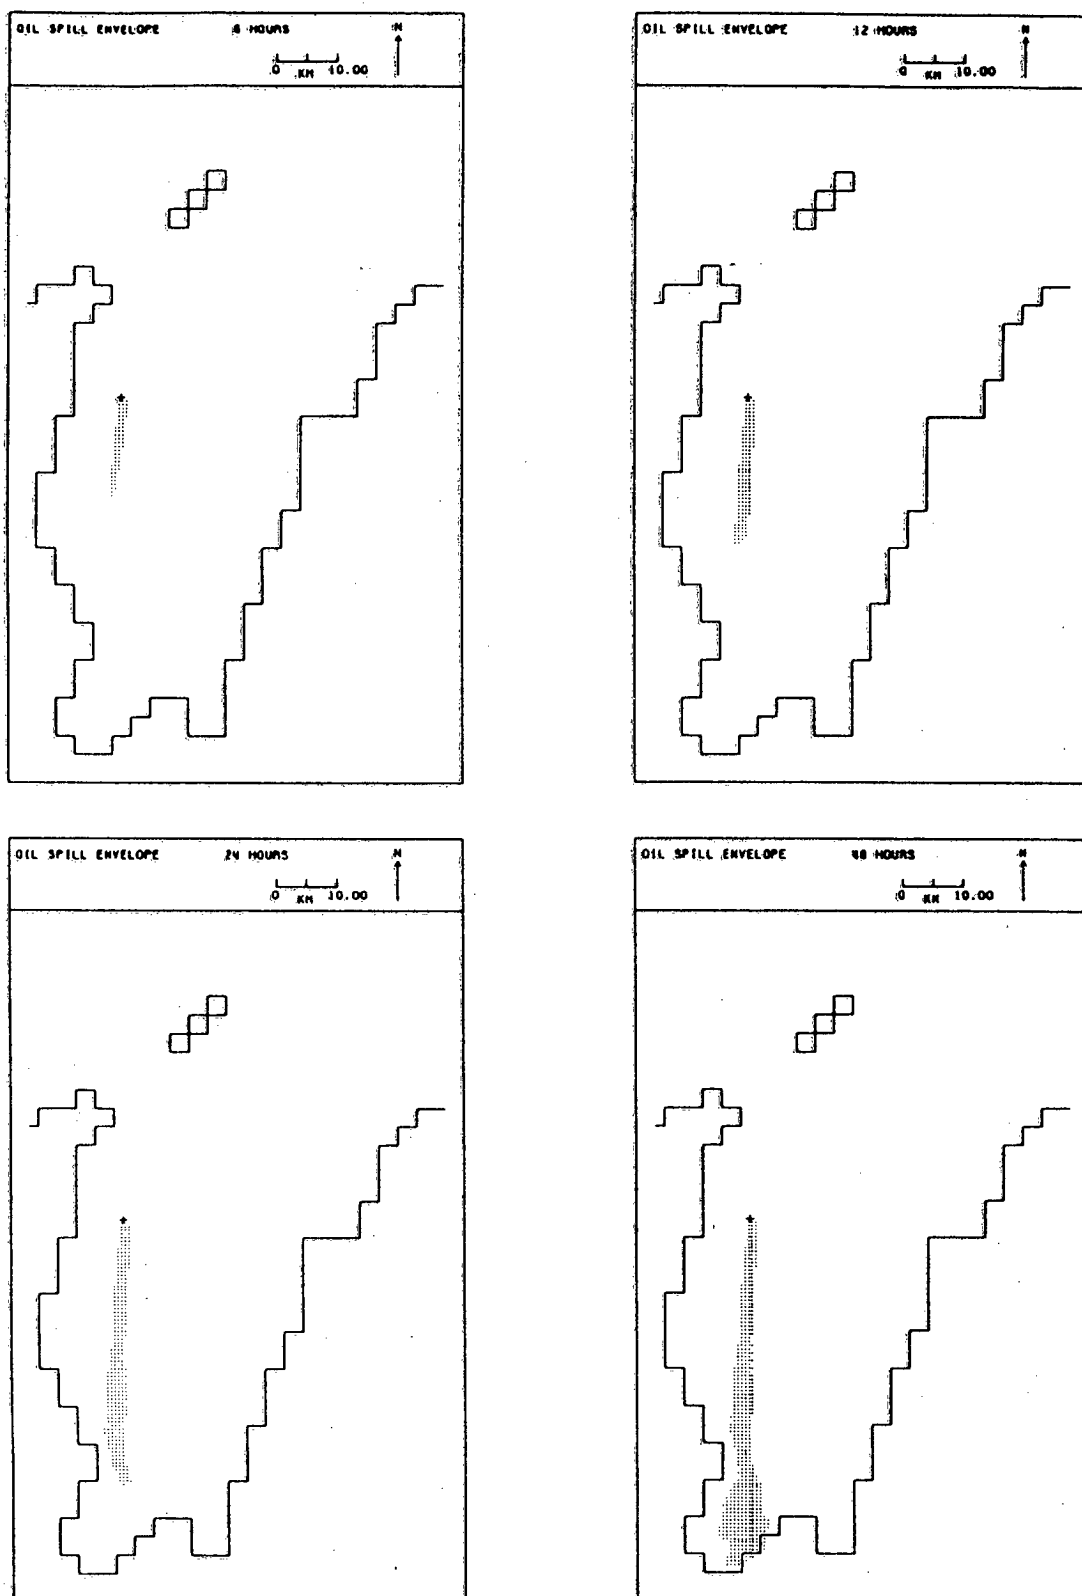 OIL SPILL ENVELOPE 6 HOURS N
0 KM 10.00
OIL SPILL ENVELOPE 12 HOURS N
0 KM 10.00
OIL SPILL ENVELOPE 24 HOURS N
0 KM 10.00
OIL SPILL ENVELOPE 48 HOURS N
0 KM 10.00